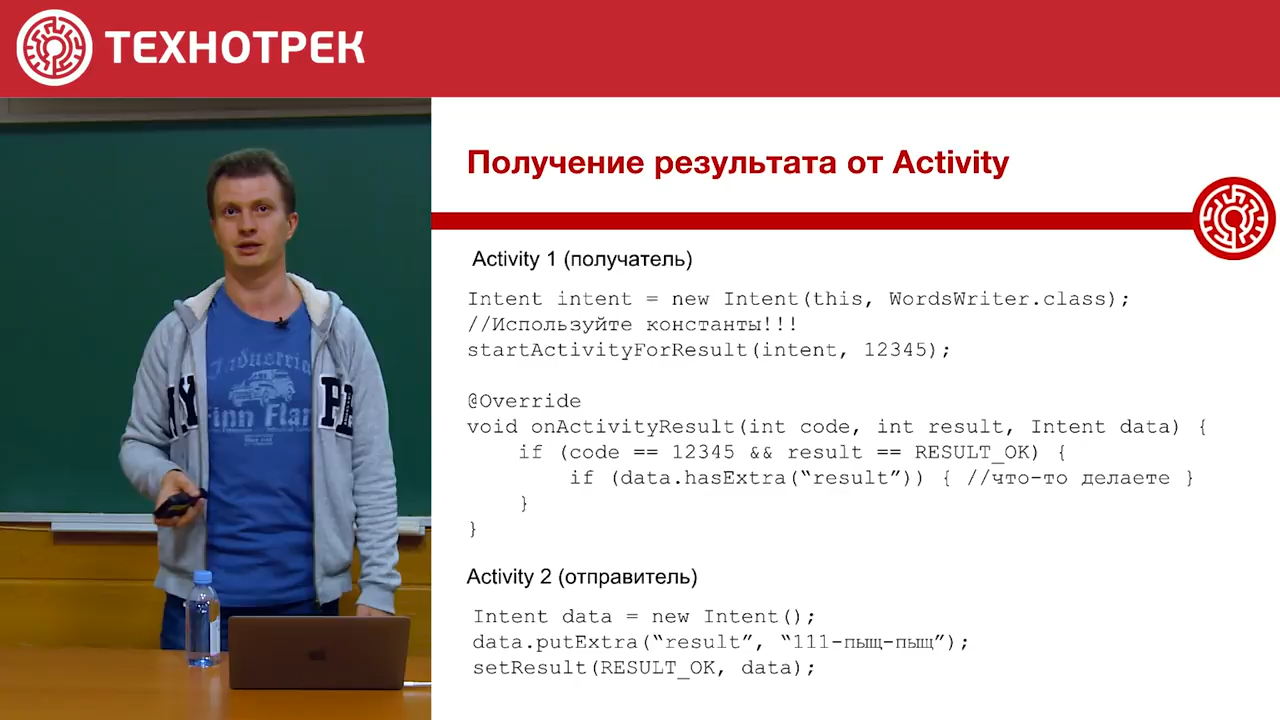 ТЕХНОТРЕК
Получение результата от Activity
Activity 1 (получатель)
Intent intent = new Intent(this, WordsWriter.class);
//Используйте константы!!!
startActivityForResult(intent, 12345);
@Override
void onActivityResult(int code, int result, Intent data) {
if (code == 12345 && result == RESULT_OK) {
if (data.hasExtra(“result”)) { //что-то делаете }
}
}
Activity 2 (отправитель)
Intent data = new Intent();
data.putExtra(“result”, “111-пыщ-пыщ”);
setResult(RESULT_OK, data);
Industrial
Finn Flar